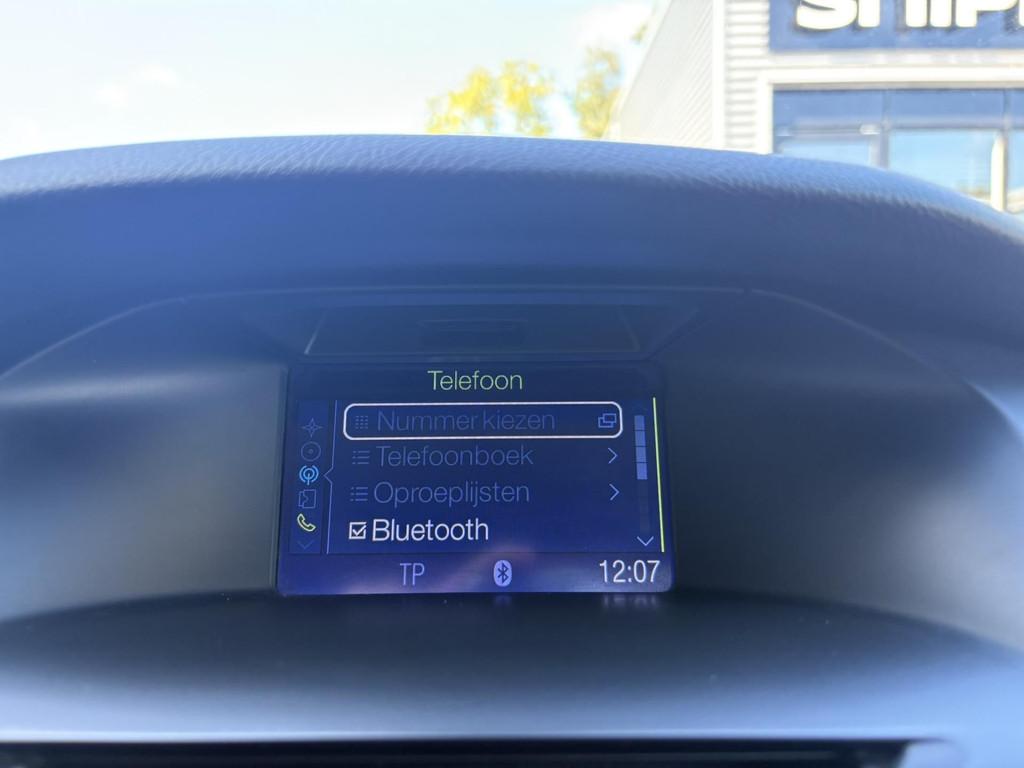 Telefoon
Nummer kiezen
Telefoonboek
Oproeplijsten
Bluetooth
TP 12:07